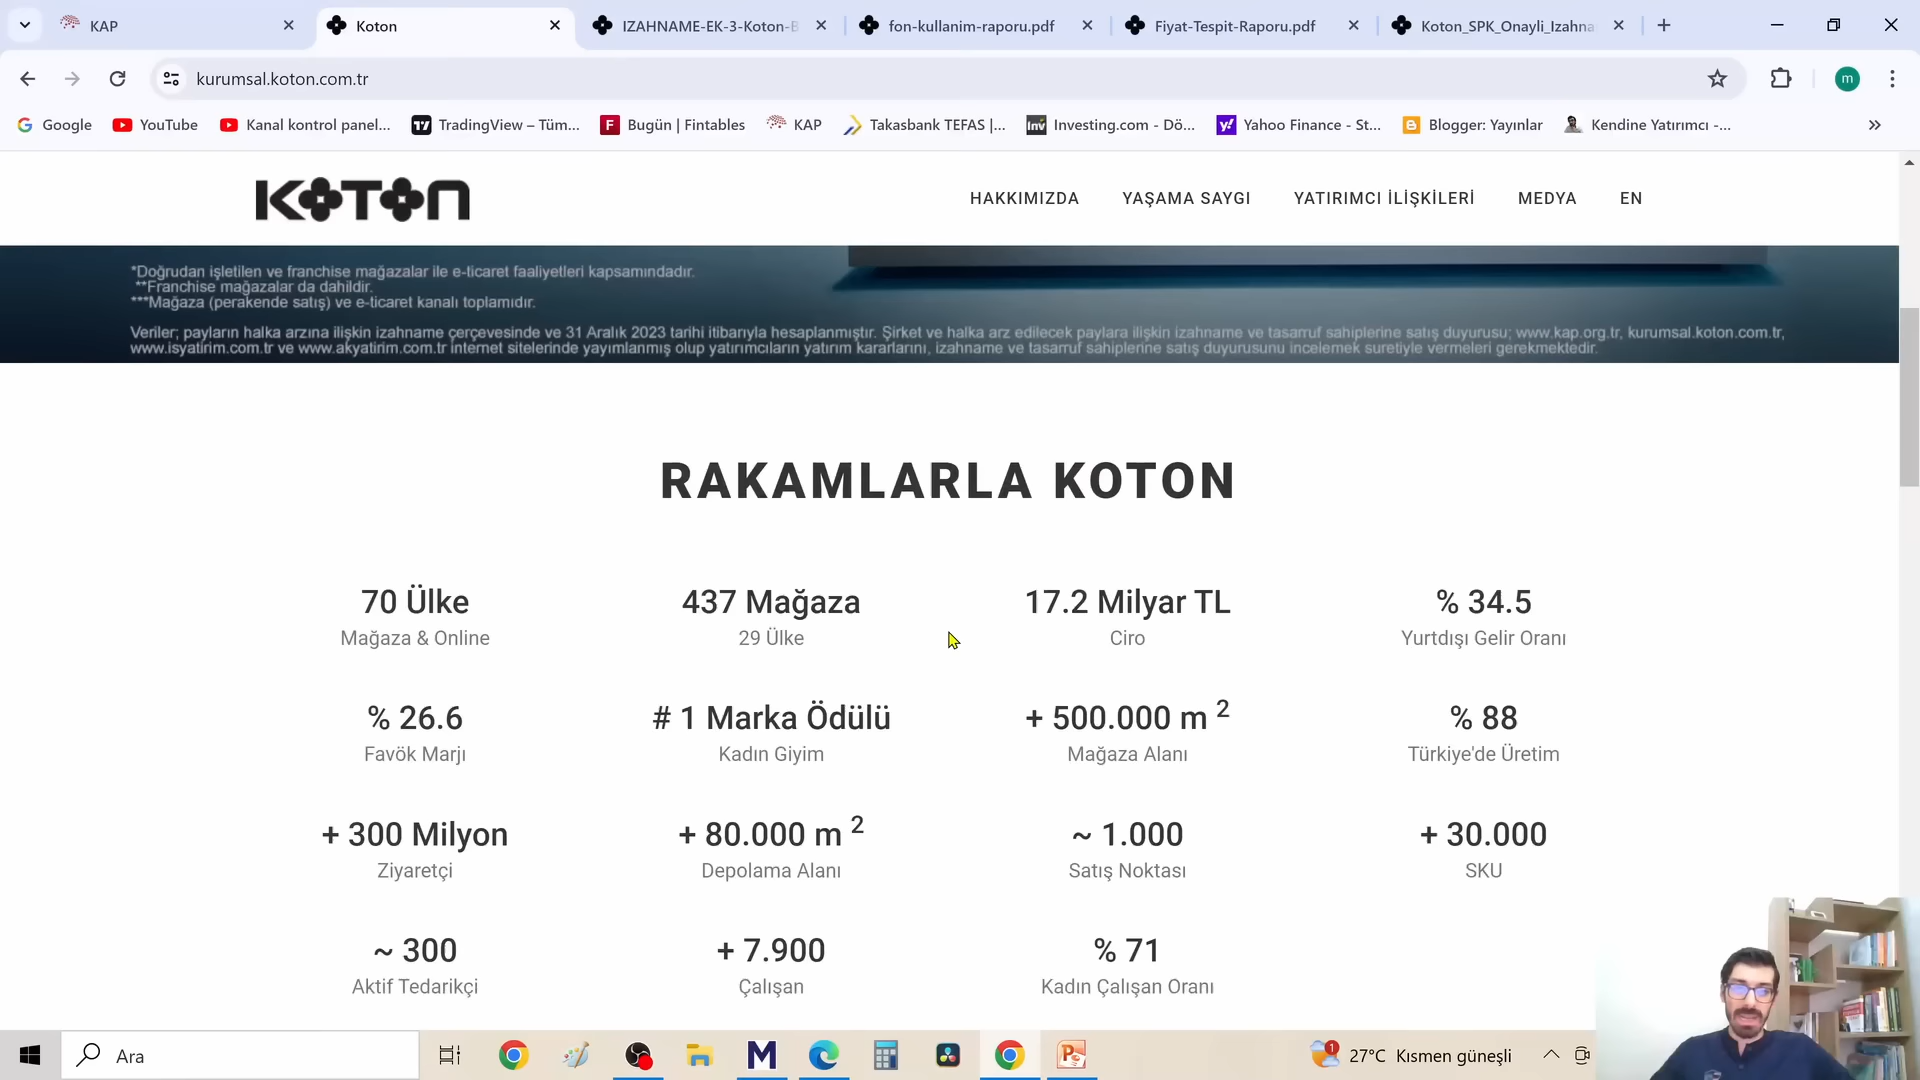 KAP
Koton
IZAHNAME-EK-3-Koton-B
fon-kullanim-raporu.pdf
Fiyat-Tespit-Raporu.pdf
Koton_SPK_Onayli_Izahna
kurumsal.koton.com.tr
m
Google
YouTube
Kanal kontrol panel...
TradingView – Tüm...
Bugün | Fintables
KAP
Takasbank TEFAS |...
Investing.com - Dö...
Yahoo Finance - St...
Blogger: Yayınlar
Kendine Yatırımcı -...
KOTON
HAKKIMIZDA
YAŞAMA SAYGI
YATIRIMCI İLİŞKİLERİ
MEDYA
EN
*Doğrudan işletilen ve franchise mağazalar ile e-ticaret faaliyetleri kapsamındadır.
**Franchise mağazalar da dahildir.
***Mağaza (perakende satış) ve e-ticaret kanalı toplamıdır.
Veriler; payların halka arzına ilişkin izahname çerçevesinde ve 31 Aralık 2023 tarihi itibarıyla hesaplanmıştır. Şirket ve halka arz edilecek paylara ilişkin izahname ve tasarruf sahiplerine satış duyurusu; www.kap.org.tr, kurumsal.koton.com.tr,
www.isyatirim.com.tr ve www.akyatirim.com.tr internet sitelerinde yayımlanmış olup yatırımcıların yatırım kararlarını, izahname ve tasarruf sahiplerine satış duyurusunu incelemek suretiyle vermeleri gerekmektedir.
RAKAMLARLA KOTON
70 Ülke
Mağaza & Online
437 Mağaza
29 Ülke
17.2 Milyar TL
Ciro
% 34.5
Yurtdışı Gelir Oranı
% 26.6
Favök Marjı
# 1 Marka Ödülü
Kadın Giyim
+ 500.000 m 2
Mağaza Alanı
% 88
Türkiye'de Üretim
+ 300 Milyon
Ziyaretçi
+ 80.000 m 2
Depolama Alanı
~ 1.000
Satış Noktası
+ 30.000
SKU
~ 300
Aktif Tedarikçi
+ 7.900
Çalışan
% 71
Kadın Çalışan Oranı
Ara
1
27°C Kısmen güneşli